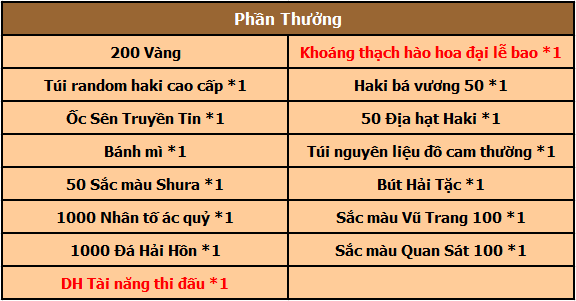 Phần Thưởng
200 Vàng
Khoáng thạch hào hoa đại lễ bao *1
Túi random haki cao cấp *1
Haki bá vương 50 *1
Ốc Sên Truyền Tin *1
50 Địa hạt Haki *1
Bánh mì *1
Túi nguyên liệu đồ cam thường *1
50 Sắc màu Shura *1
Bút Hải Tặc *1
1000 Nhân tố ác quỷ *1
Sắc màu Vũ Trang 100 *1
1000 Đá Hải Hồn *1
Sắc màu Quan Sát 100 *1
DH Tài năng thi đấu *1